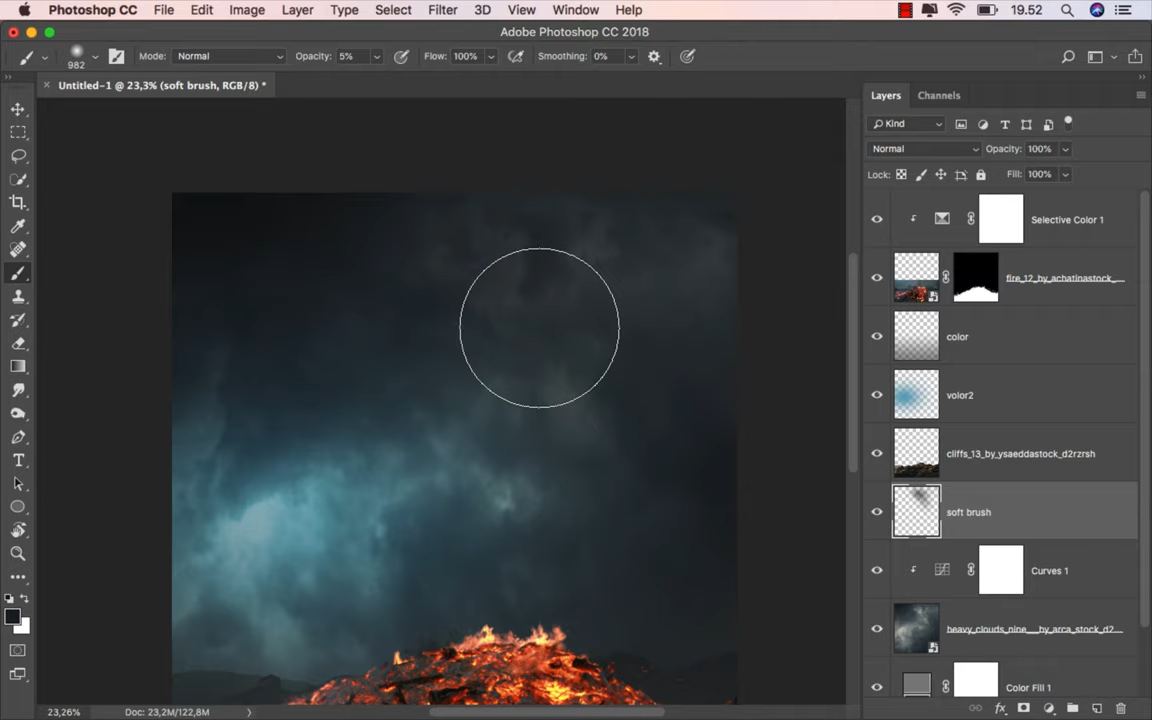 Photoshop CC File Edit Image Layer Type Select Filter 3D View Window Help 19.52
Adobe Photoshop CC 2018
982 Mode: Normal Opacity: 5% Flow: 100% Smoothing: 0%
Untitled-1 @ 23,3% (soft brush, RGB/8) *
Layers Channels
Kind
Normal Opacity: 100%
Lock: Fill: 100%
Selective Color 1
fire_12_by_achatinastock_...
color
volor2
cliffs_13_by_ysaeddastock_d2rzrsh
soft brush
Curves 1
heavy_clouds_nine__by_arca_stock_d2...
Color Fill 1
23,26% Doc: 23,2M/122,8M